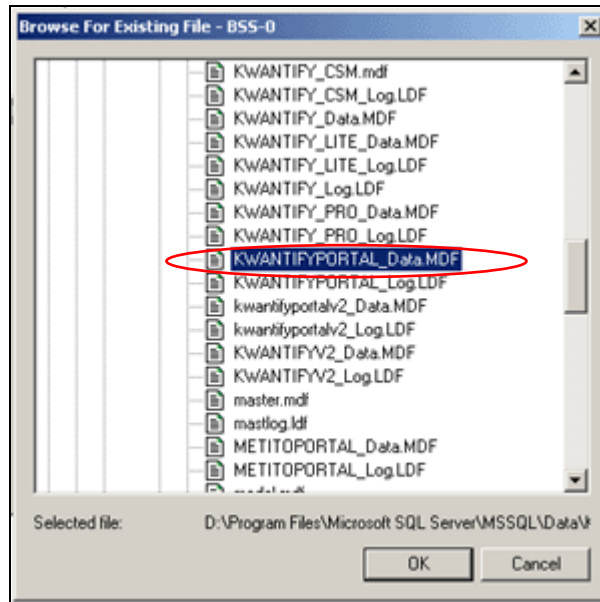 Browse For Existing File - BSS-0
KWANTIFY_CSM.mdf
KWANTIFY_CSM_Log.LDF
KWANTIFY_Data.MDF
KWANTIFY_LITE_Data.MDF
KWANTIFY_LITE_Log.LDF
KWANTIFY_Log.LDF
KWANTIFY_PRO_Data.MDF
KWANTIFY_PRO_Log.LDF
KWANTIFYPORTAL_Data.MDF
KWANTIFYPORTAL_Log.LDF
kwantifyportalv2_Data.MDF
kwantifyportalv2_Log.LDF
KWANTIFYV2_Data.MDF
KWANTIFYV2_Log.LDF
master.mdf
mastlog.ldf
METITOPORTAL_Data.MDF
METITOPORTAL_Log.LDF
Selected file: D:\Program Files\Microsoft SQL Server\MSSQL\Data\
OK Cancel